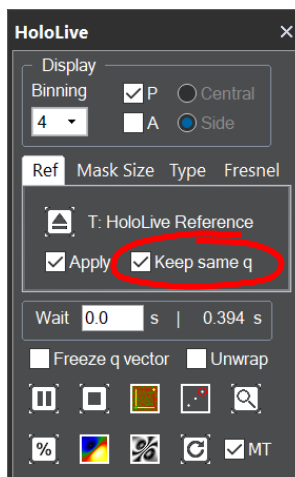 HoloLive ×
Display
Binning
P Central
4 A Side
Ref Mask Size Type Fresnel
T: HoloLive Reference
Apply Keep same q
Wait 0.0 s | 0.394 s
Freeze q vector Unwrap
% % MT